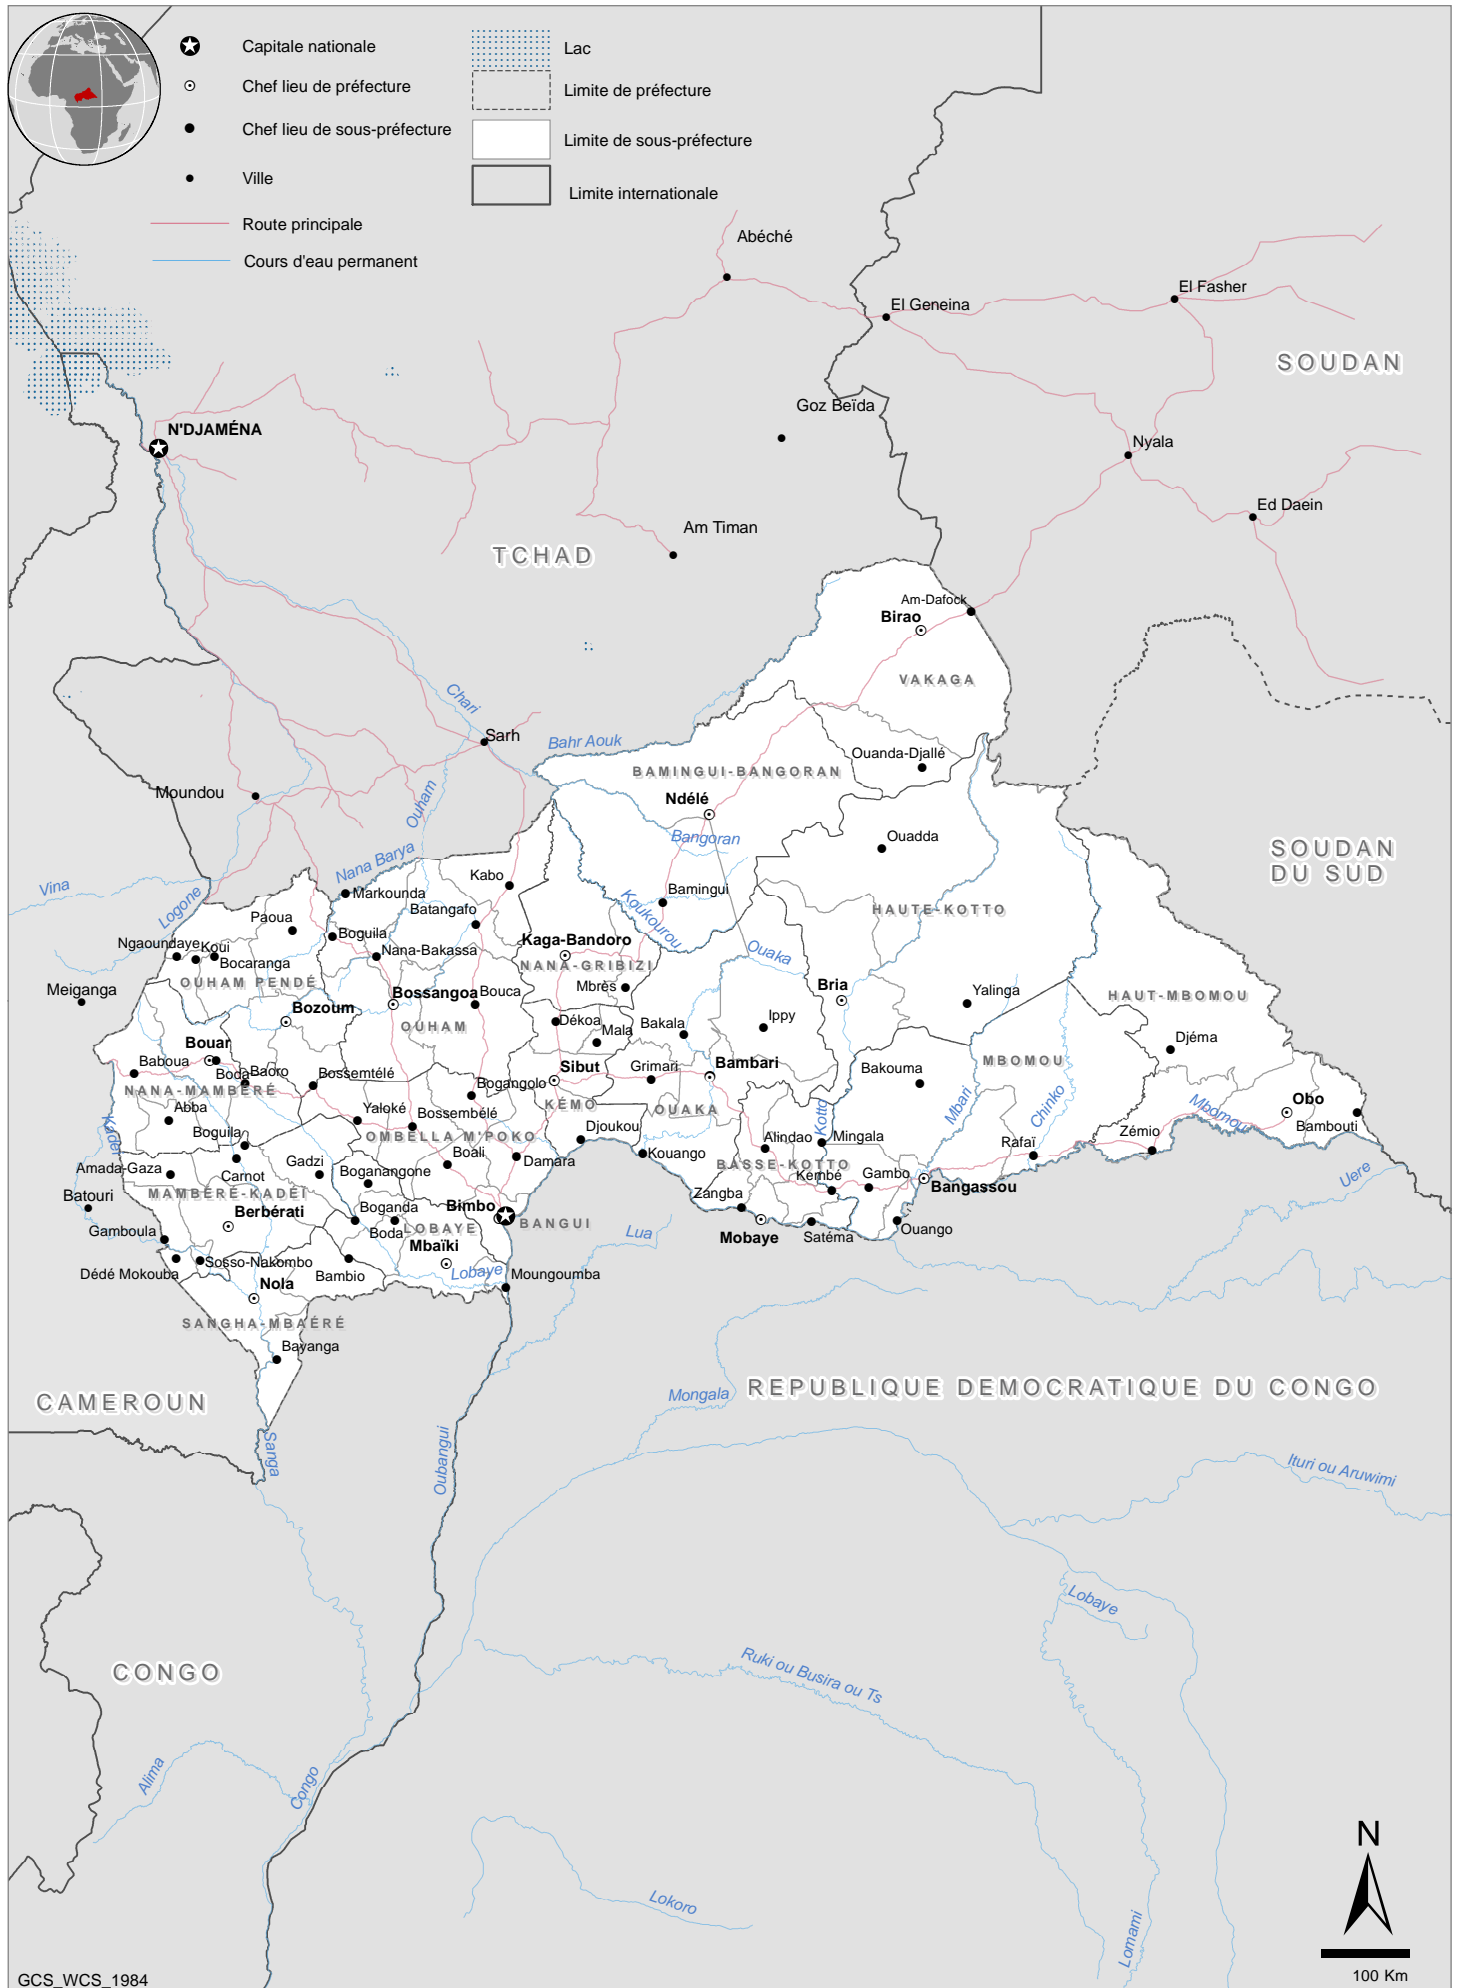 Capitale nationale
Chef lieu de préfecture
Chef lieu de sous-préfecture
Ville
Route principale
Cours d'eau permanent
Lac
Limite de préfecture
Limite de sous-préfecture
Limite internationale
Abéché
El Geneina
El Fasher
SOUDAN
Goz Beïda
N'DJAMÉNA
Nyala
Ed Daein
Am Timan
TCHAD
Am-Dafock
Birao
VAKAGA
Chari
Sarh
Bahr Aouk
Ouanda-Djallé
BAMINGUI-BANGORAN
Moundou
Ouham
Ndélé
Bangoran
Ouadda
SOUDAN
DU SUD
Nana Barya
Vina
Logone
Kabo
Markounda
Bamingui
Koukourou
HAUTE-KOTTO
Paoua
Batangafo
Boguila
Kaga-Bandoro
Ngaoundaye
Koui
Bocaranga
Nana-Bakassa
NANA-GRIBIZI
Ouaka
OUHAM PENDÉ
Meiganga
Mbrès
Bria
Yalinga
HAUT-MBOMOU
Bossangoa
Bouca
Bozoum
OUHAM
Dékoa
Mala
Bakala
Ippy
Djéma
Bouar
Baboua
Boda
Baoro
Bossemtélé
Bogangolo
Sibut
Grimari
Bambari
Bakouma
MBOMOU
NANA-MAMBÉRÉ
Abba
Yaloké
Bossembélé
KÉMO
OUAKA
Kotto
Mbari
Chinko
Mbomou
Obo
Bambouti
Kadei
Boguila
OMBELLA M'POKO
Djoukou
Alindao
Mingala
Rafaï
Zémio
Amada-Gaza
Carnot
Gadzi
Boganangone
Boali
Damara
Kouango
BASSE-KOTTO
Kembé
Gambo
Bangassou
Uere
MAMBÉRÉ-KADÉI
Batouri
Berbérati
Boganda
Bimbo
BANGUI
Zangba
Gamboula
Boda
LOBAYE
Mbaïki
Lua
Mobaye
Satéma
Ouango
Dédé Mokouba
Sosso-Nakombo
Bambio
Lobaye
Moungoumba
Nola
SANGHA-MBAÉRÉ
Bayanga
CAMEROUN
Mongala
REPUBLIQUE DEMOCRATIQUE DU CONGO
Sanga
Oubangui
Ituri ou Aruwimi
Lobaye
CONGO
Ruki ou Busira ou Ts
Alima
Congo
Lokoro
Lomami
N
100 Km
GCS_WCS_1984